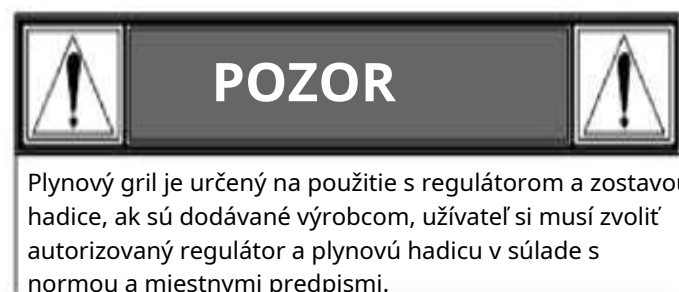 POZOR
Plynový gril je určený na použitie s regulátorom a zostavou
hadice, ak sú dodávané výrobcom, užívateľ si musí zvoliť
autorizovaný regulátor a plynovú hadicu v súlade s
normou a miestnymi predpismi.